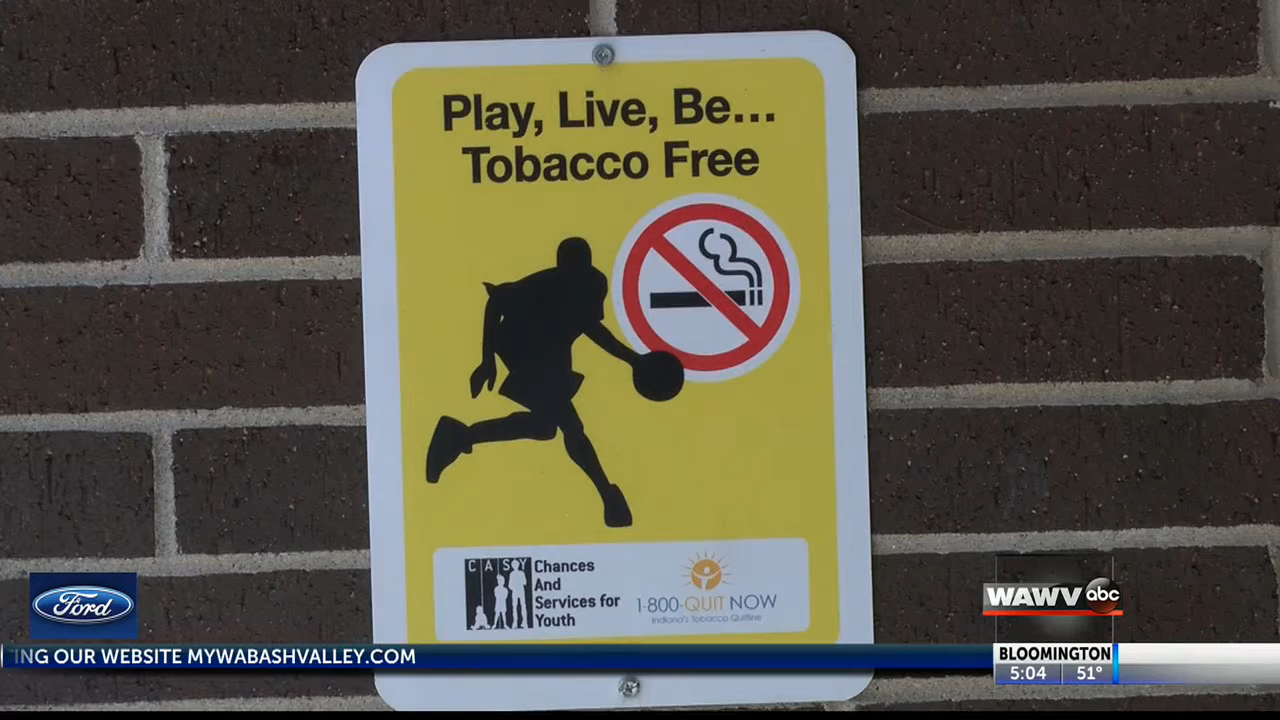 Play, Live, Be...
Tobacco Free
CASY
Chances
And
Services for
Youth
1-800-QUIT NOW
Indiana's Tobacco Quitline
Ford
WAWV abc
TING OUR WEBSITE MYWABASHVALLEY.COM
BLOOMINGTON
5:04 51°